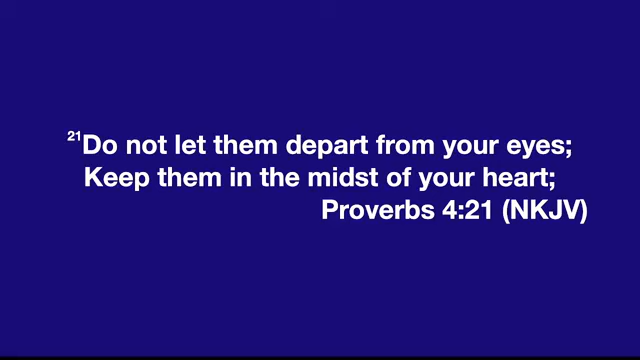 21Do not let them depart from your eyes;
Keep them in the midst of your heart;
Proverbs 4:21 (NKJV)